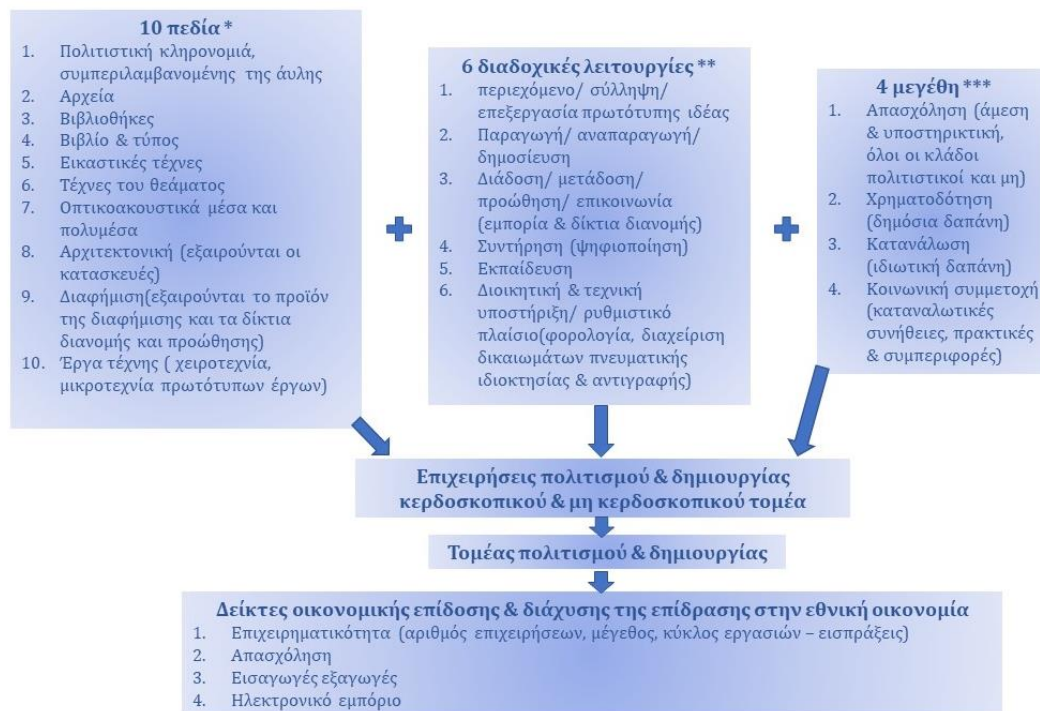 10 πεδία *
1. Πολιτιστική κληρονομιά,
συμπεριλαμβανομένης της άυλης
2. Αρχεία
3. Βιβλιοθήκες
4. Βιβλίο & τύπος
5. Εικαστικές τέχνες
6. Τέχνες του θεάματος
7. Οπτικοακουστικά μέσα και
πολυμέσα
8. Αρχιτεκτονική (εξαιρούνται οι
κατασκευές)
9. Διαφήμιση(εξαιρούνται το προϊόν
της διαφήμισης και τα δίκτια
διανομής και προώθησης)
10. Έργα τέχνης ( χειροτεχνία,
μικροτεχνία πρωτότυπων έργων)
6 διαδοχικές λειτουργίες **
1. περιεχόμενο/ σύλληψη/
επεξεργασία πρωτότυπης ιδέας
2. Παραγωγή/ αναπαραγωγή/
δημοσίευση
3. Διάδοση/ μετάδοση/
προώθηση/ επικοινωνία
(εμπορία & δίκτια διανομής)
4. Συντήρηση (ψηφιοποίηση)
5. Εκπαίδευση
6. Διοικητική & τεχνική
υποστήριξη/ ρυθμιστικό
πλαίσιο(φορολογία, διαχείριση
δικαιωμάτων πνευματικής
ιδιοκτησίας & αντιγραφής)
4 μεγέθη ***
1. Απασχόληση (άμεση
& υποστηρικτική,
όλοι οι κλάδοι
πολιτιστικοί και μη)
2. Χρηματοδότηση
(δημόσια δαπάνη)
3. Κατανάλωση
(ιδιωτική δαπάνη)
4. Κοινωνική συμμετοχή
(καταναλωτικές
συνήθειες, πρακτικές
& συμπεριφορές)
Επιχειρήσεις πολιτισμού & δημιουργίας
κερδοσκοπικού & μη κερδοσκοπικού τομέα
Τομέας πολιτισμού & δημιουργίας
Δείκτες οικονομικής επίδοσης & διάχυσης της επίδρασης στην εθνική οικονομία
1. Επιχειρηματικότητα (αριθμός επιχειρήσεων, μέγεθος, κύκλος εργασιών – εισπράξεις)
2. Απασχόληση
3. Εισαγωγές εξαγωγές
4. Ηλεκτρονικό εμπόριο